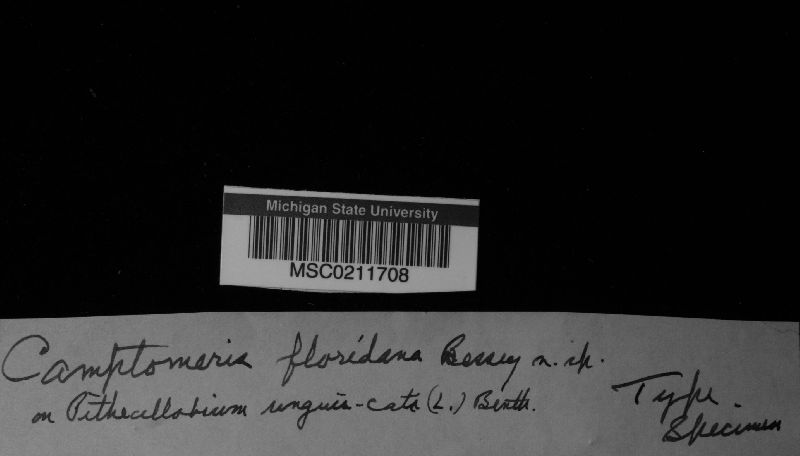 Michigan State University
MSC0211708
Camptomeris floridana Bessey n. sp.
on Pithecellobium unguis-cati (L.) Benth.
Type
Specimen